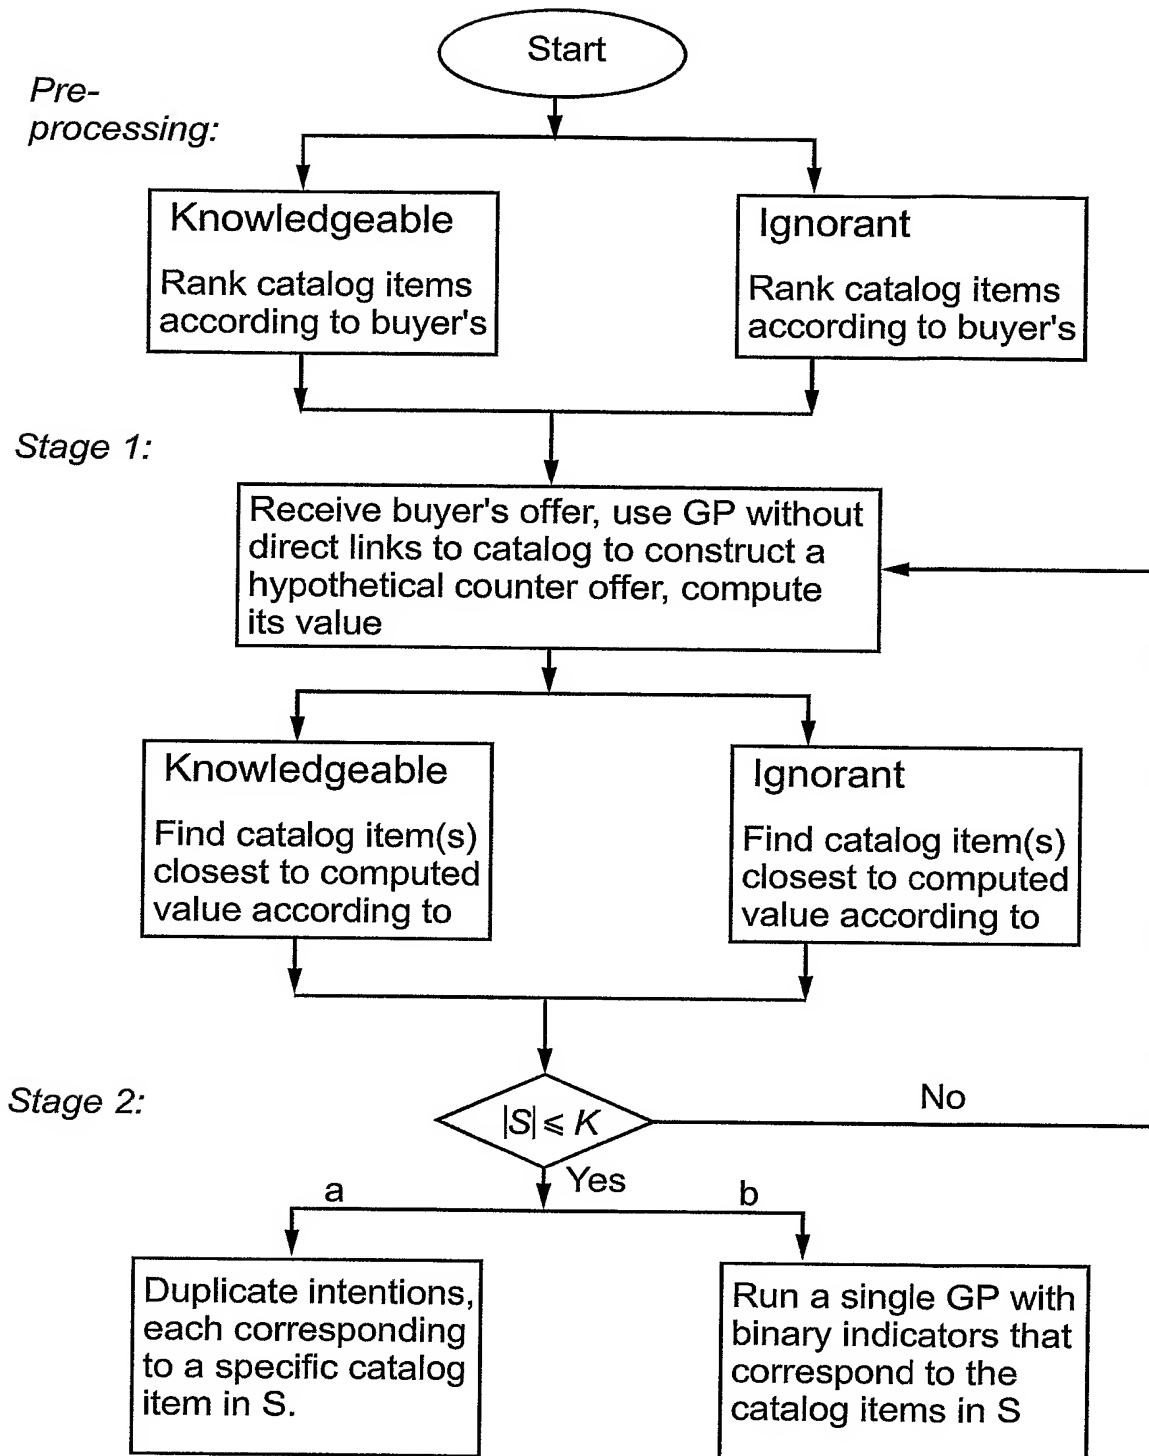 Start
Pre-
processing:
Knowledgeable
Rank catalog items
according to buyer's
Ignorant
Rank catalog items
according to buyer's
Stage 1:
Receive buyer's offer, use GP without
direct links to catalog to construct a
hypothetical counter offer, compute
its value
Knowledgeable
Find catalog item(s)
closest to computed
value according to
Ignorant
Find catalog item(s)
closest to computed
value according to
Stage 2:
|S| ⩽ K
No
Yes
a
b
Duplicate intentions,
each corresponding
to a specific catalog
item in S.
Run a single GP with
binary indicators that
correspond to the
catalog items in S